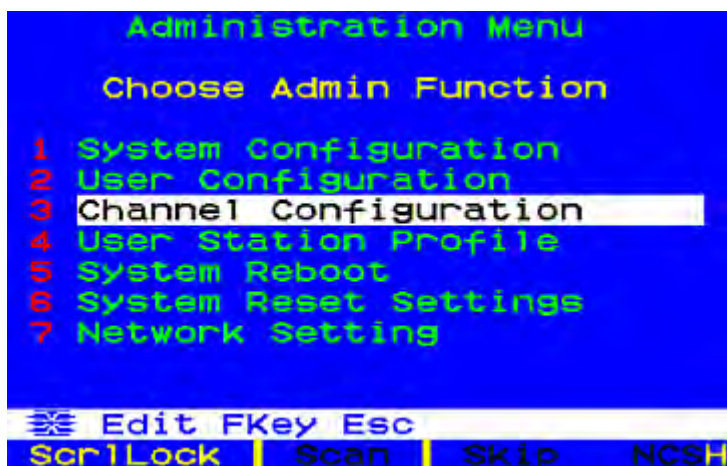 Administration Menu
Choose Admin Function
1 System Configuration
2 User Configuration
3 Channel Configuration
4 User Station Profile
5 System Reboot
6 System Reset Settings
7 Network Setting
Edit FKey Esc
ScrlLock Scan Skip NCSH